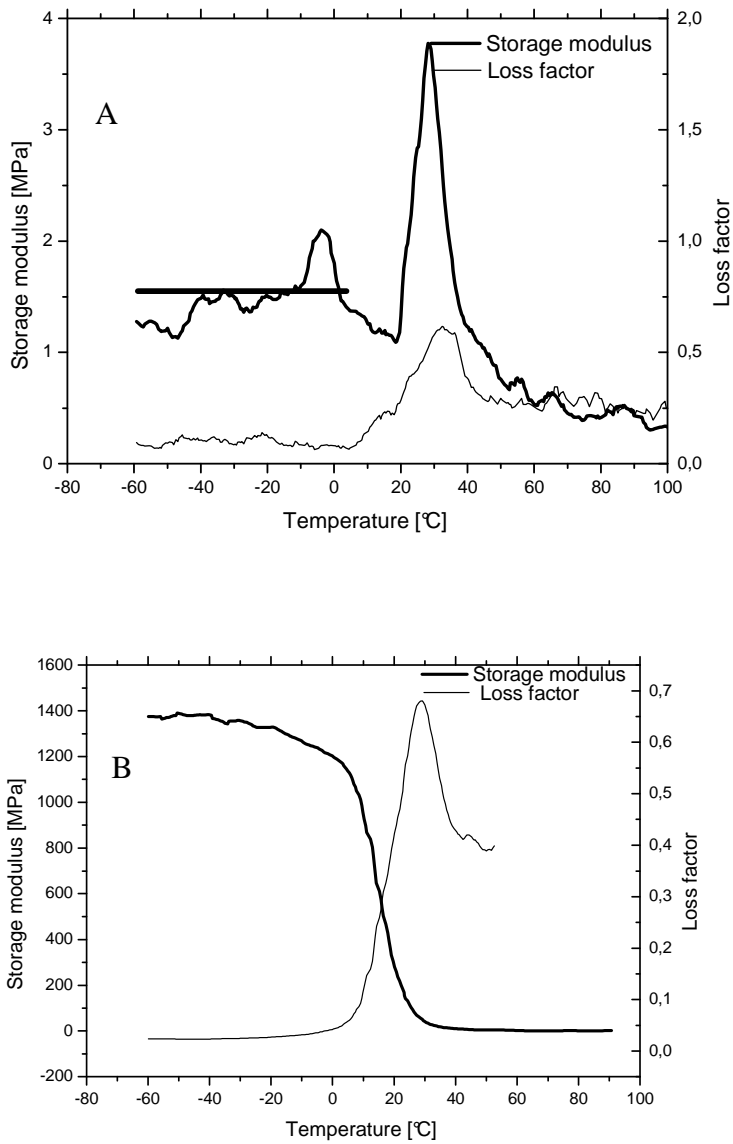 Storage modulus
Loss factor
A
Storage modulus [MPa]
4
3
2
1
0
2,0
1,5
1,0
0,5
0,0
Loss factor
-80 -60 -40 -20 0 20 40 60 80 100
Temperature [℃]
Storage modulus
Loss factor
B
Storage modulus [MPa]
1600
1400
1200
1000
800
600
400
200
0
-200
0,7
0,6
0,5
0,4
0,3
0,2
0,1
0,0
Loss factor
-80 -60 -40 -20 0 20 40 60 80 100
Temperature [℃]